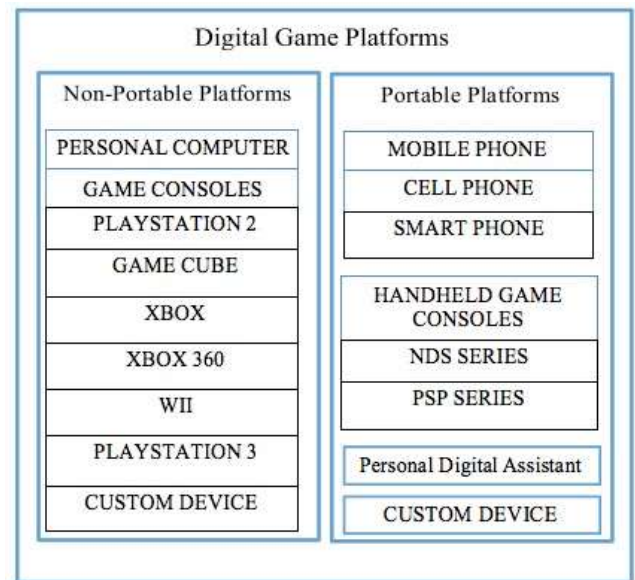 Digital Game Platforms
Non-Portable Platforms
PERSONAL COMPUTER
GAME CONSOLES
PLAYSTATION 2
GAME CUBE
XBOX
XBOX 360
WII
PLAYSTATION 3
CUSTOM DEVICE
Portable Platforms
MOBILE PHONE
CELL PHONE
SMART PHONE
HANDHELD GAME
CONSOLES
NDS SERIES
PSP SERIES
Personal Digital Assistant
CUSTOM DEVICE